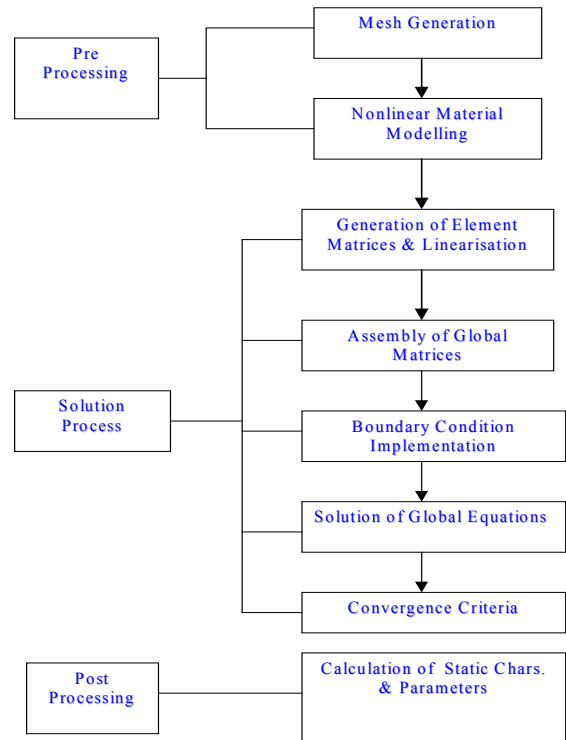 Mesh Generation
Pre
Processing
Nonlinear Material
Modelling
Generation of Element
Matrices & Linearisation
Assembly of Global
Matrices
Solution
Process
Boundary Condition
Implementation
Solution of Global Equations
Convergence Criteria
Post
Processing
Calculation of Static Chars.
& Parameters